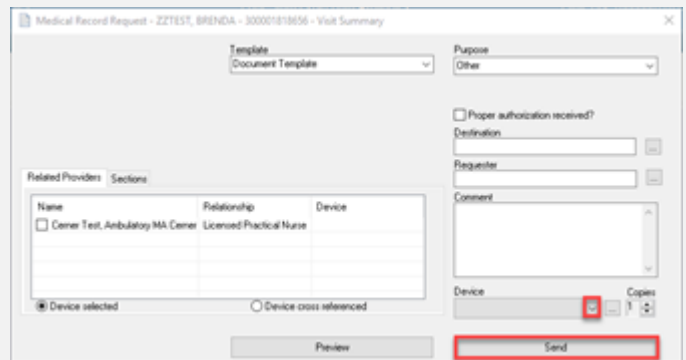 Medical Record Request - ZZTEST, BRENDA - 300001818656 - Visit Summary
Template
Document Template
Purpose
Other
Proper authorization received?
Destination
...
Requester
...
Related Providers Sections
Comment
Name Relationship Device
Cerner Test, Ambulatory MA Cerner Licensed Practical Nurse
Device Copies
Device selected Device cross referenced
... 1
Preview Send